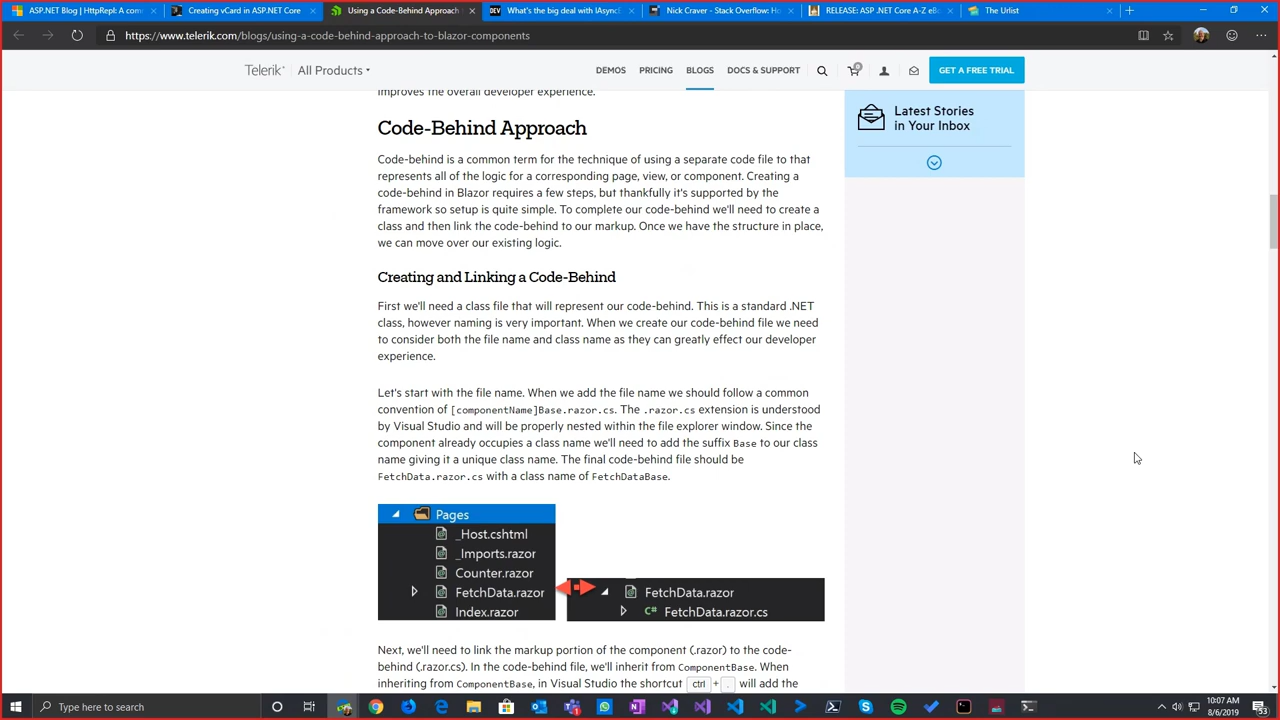 ASP.NET Blog | HttpRepl: A com
Creating vCard in ASP.NET Core
Using a Code-Behind Approach
What's the big deal with IAsyncE
Nick Craver - Stack Overflow: Ho
RELEASE: ASP .NET Core A-Z eBo
The Urlist
https://www.telerik.com/blogs/using-a-code-behind-approach-to-blazor-components
Telerik All Products DEMOS PRICING BLOGS DOCS & SUPPORT 0 GET A FREE TRIAL
improves the overall developer experience.
Code-Behind Approach
Code-behind is a common term for the technique of using a separate code file to that
represents all of the logic for a corresponding page, view, or component. Creating a
code-behind in Blazor requires a few steps, but thankfully it's supported by the
framework so setup is quite simple. To complete our code-behind we'll need to create a
class and then link the code-behind to our markup. Once we have the structure in place,
we can move over our existing logic.
Latest Stories
in Your Inbox
Creating and Linking a Code-Behind
First we'll need a class file that will represent our code-behind. This is a standard .NET
class, however naming is very important. When we create our code-behind file we need
to consider both the file name and class name as they can greatly effect our developer
experience.
Let's start with the file name. When we add the file name we should follow a common
convention of [componentName]Base.razor.cs. The .razor.cs extension is understood
by Visual Studio and will be properly nested within the file explorer window. Since the
component already occupies a class name we'll need to add the suffix Base to our class
name giving it a unique class name. The final code-behind file should be
FetchData.razor.cs with a class name of FetchDataBase.
Pages
_Host.cshtml
_Imports.razor
Counter.razor
FetchData.razor
Index.razor
FetchData.razor
C# FetchData.razor.cs
Next, we'll need to link the markup portion of the component (.razor) to the code-
behind (.razor.cs). In the code-behind file, we'll inherit from ComponentBase. When
inheriting from ComponentBase, in Visual Studio the shortcut ctrl + . will add the
Type here to search
10:07 AM
8/6/2019